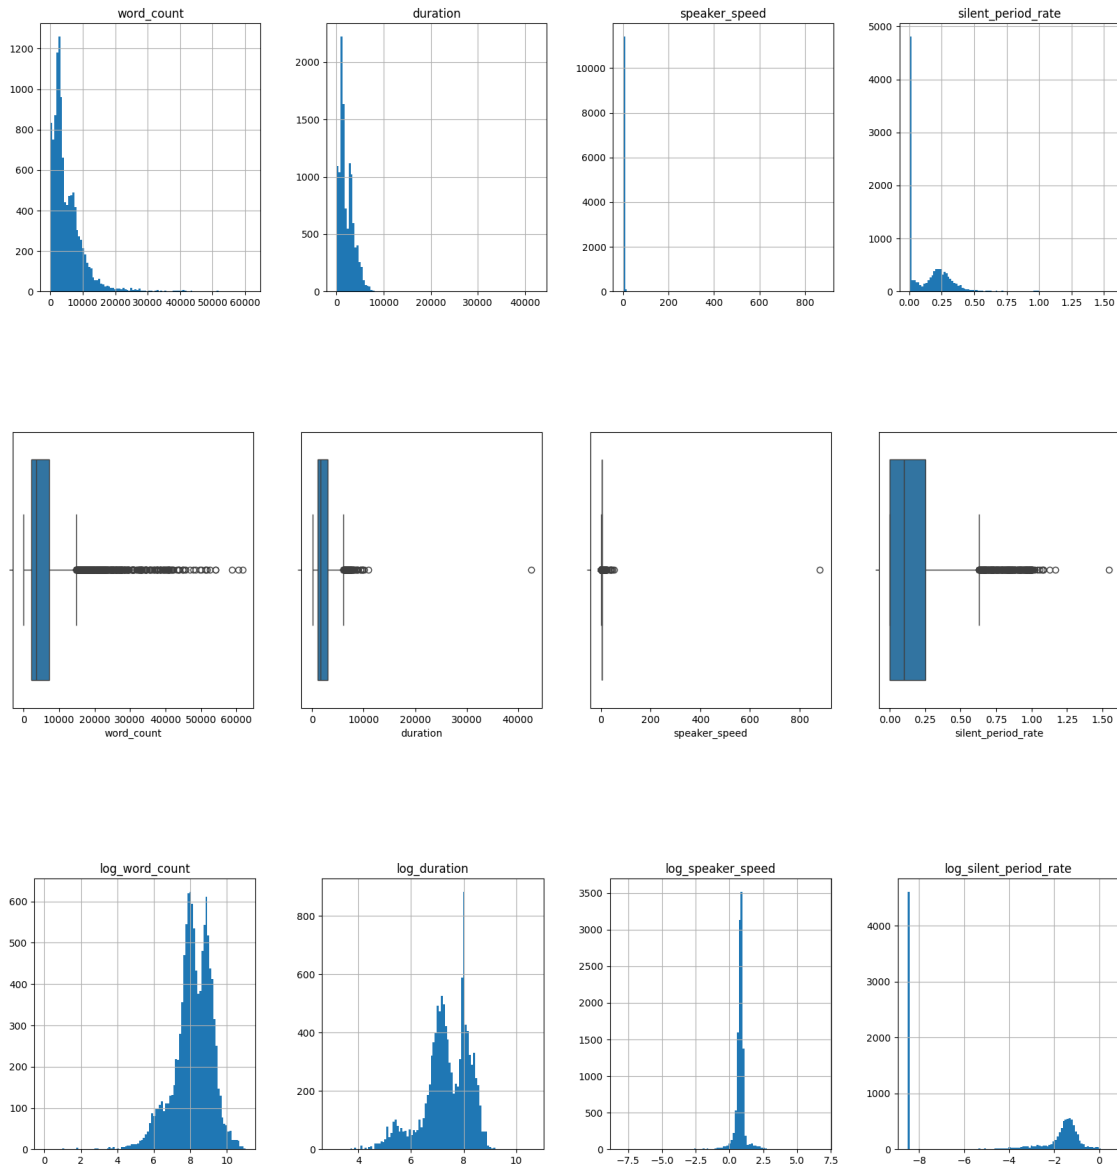 word_count
duration
speaker_speed
silent_period_rate
0
200
400
600
800
1000
1200
0 10000 20000 30000 40000 50000 60000
0
500
1000
1500
2000
0 10000 20000 30000 40000
0
2000
4000
6000
8000
10000
0 200 400 600 800
0
1000
2000
3000
4000
5000
0.00 0.25 0.50 0.75 1.00 1.25 1.50
0 10000 20000 30000 40000 50000 60000
word_count
0 10000 20000 30000 40000
duration
0 200 400 600 800
speaker_speed
0.00 0.25 0.50 0.75 1.00 1.25 1.50
silent_period_rate
log_word_count
log_duration
log_speaker_speed
log_silent_period_rate
0
100
200
300
400
500
600
0 2 4 6 8 10
0
200
400
600
800
4 6 8 10
0
500
1000
1500
2000
2500
3000
3500
−7.5 −5.0 −2.5 0.0 2.5 5.0 7.5
0
1000
2000
3000
4000
−8 −6 −4 −2 0